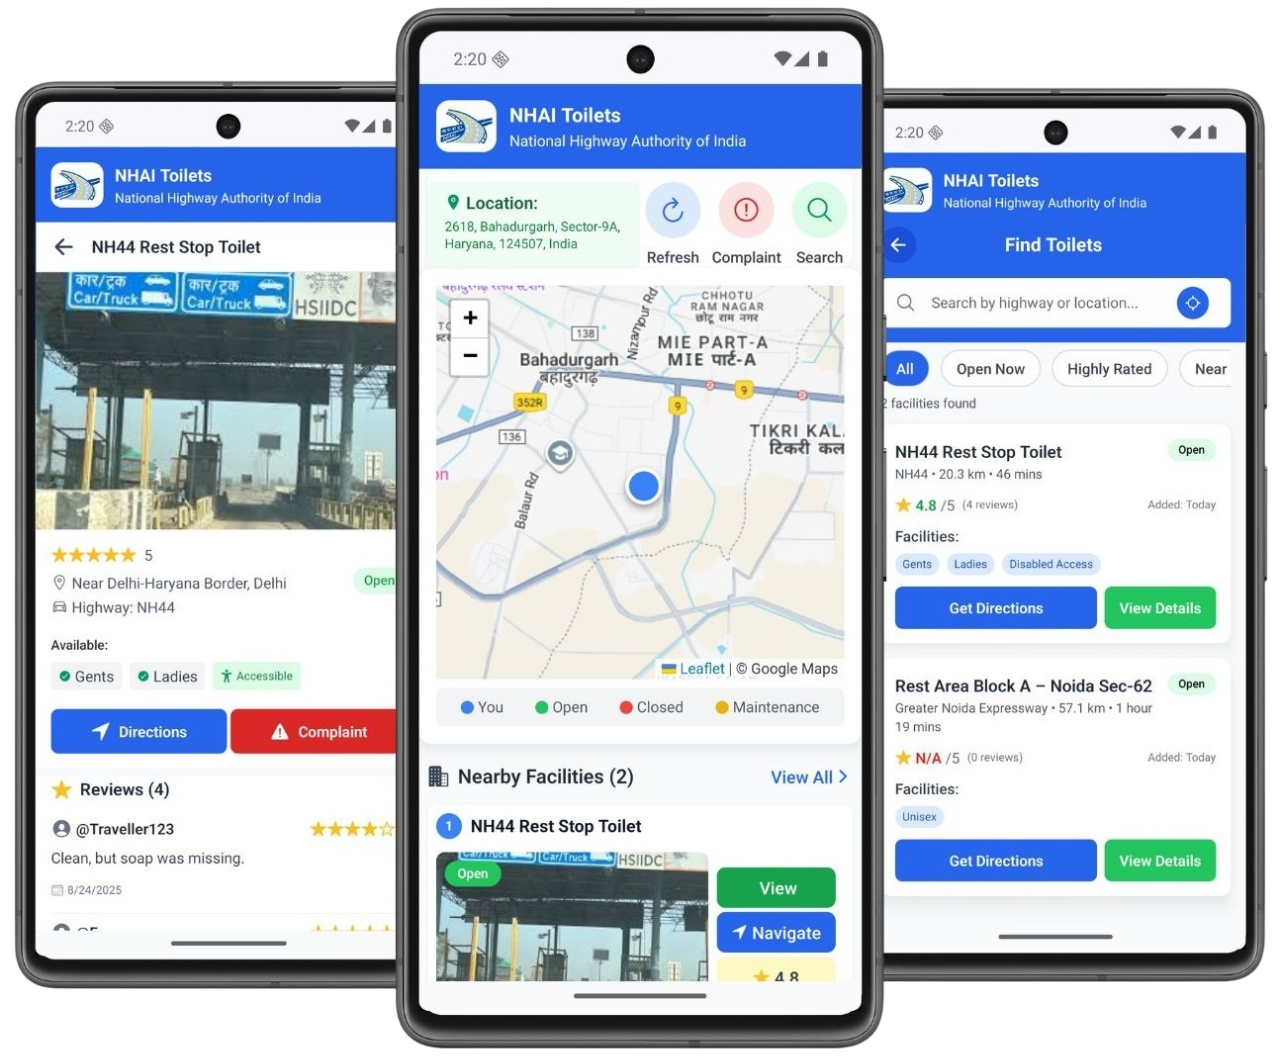 2:20
NHAI Toilets
National Highway Authority of India
NH44 Rest Stop Toilet
कार/ट्रक
Car/Truck
कार/ट्रक
Car/Truck
HSIIDC
5
Near Delhi-Haryana Border, Delhi
Open
Highway: NH44
Available:
Gents
Ladies
Accessible
Directions
Complaint
Reviews (4)
@Traveller123
Clean, but soap was missing.
8/24/2025
2:20
NHAI Toilets
National Highway Authority of India
Location:
2618, Bahadurgarh, Sector-9A,
Haryana, 124507, India
Refresh
Complaint
Search
+
−
CHHOTU
RAM NAGAR
छोटू राम नगर
Nizampur Rd
138
MIE PART-A
MIE पार्ट-A
Bahadurgarh
बहादुरगढ़
352R
9
9
136
TIKRI KAL
टिकरी कल
Balaur Rd
on
Leaflet | © Google Maps
You
Open
Closed
Maintenance
Nearby Facilities (2)
View All
1
NH44 Rest Stop Toilet
Car/Truck
Car/Truck
HSIIDC
Open
View
Navigate
4.8
2:20
NHAI Toilets
National Highway Authority of India
Find Toilets
Search by highway or location...
All
Open Now
Highly Rated
Near
2 facilities found
NH44 Rest Stop Toilet
Open
NH44 • 20.3 km • 46 mins
4.8 /5 (4 reviews)
Added: Today
Facilities:
Gents
Ladies
Disabled Access
Get Directions
View Details
Rest Area Block A – Noida Sec-62
Open
Greater Noida Expressway • 57.1 km • 1 hour
19 mins
N/A /5 (0 reviews)
Added: Today
Facilities:
Unisex
Get Directions
View Details